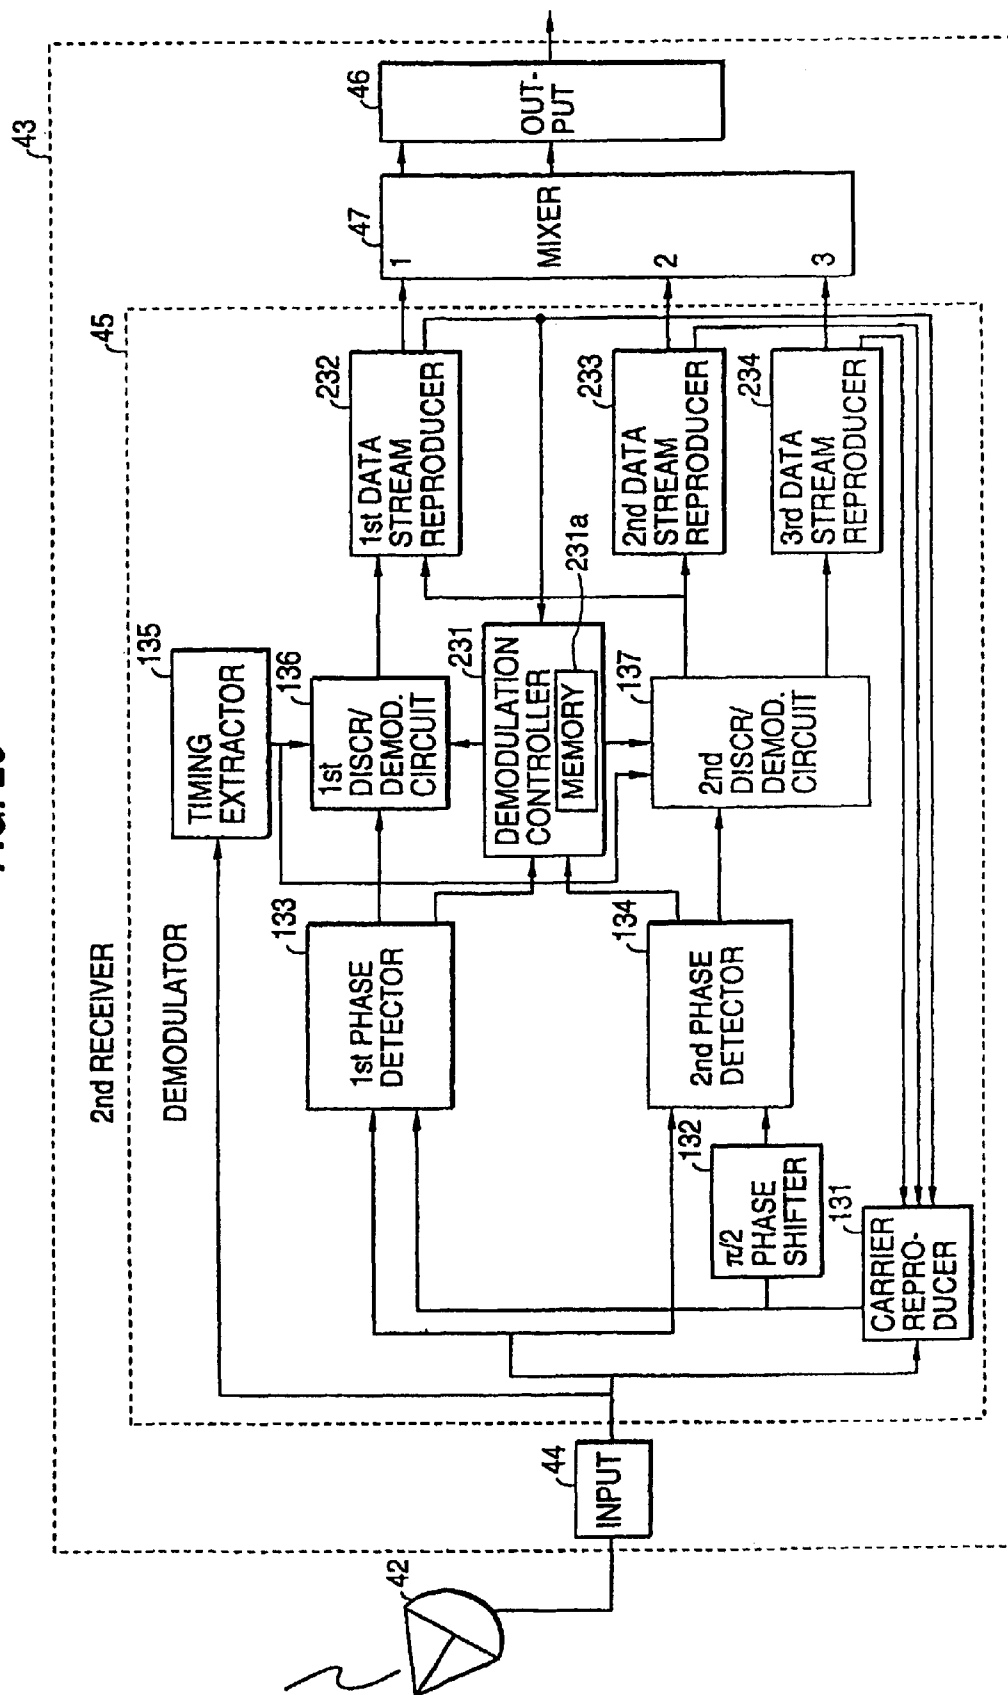 43
2nd RECEIVER
45
DEMODULATOR
42
44
INPUT
135
TIMING
EXTRACTOR
133
1st PHASE
DETECTOR
136
1st
DISCR/
DEMOD.
CIRCUIT
232
1st DATA
STREAM
REPRODUCER
47
1
MIXER
2
3
46
OUT-
PUT
231
DEMODULATION
CONTROLLER
MEMORY
231a
134
2nd PHASE
DETECTOR
137
2nd
DISCR/
DEMOD.
CIRCUIT
233
2nd DATA
STREAM
REPRODUCER
132
π/2
PHASE
SHIFTER
234
3rd DATA
STREAM
REPRODUCER
131
CARRIER
REPRO-
DUCER